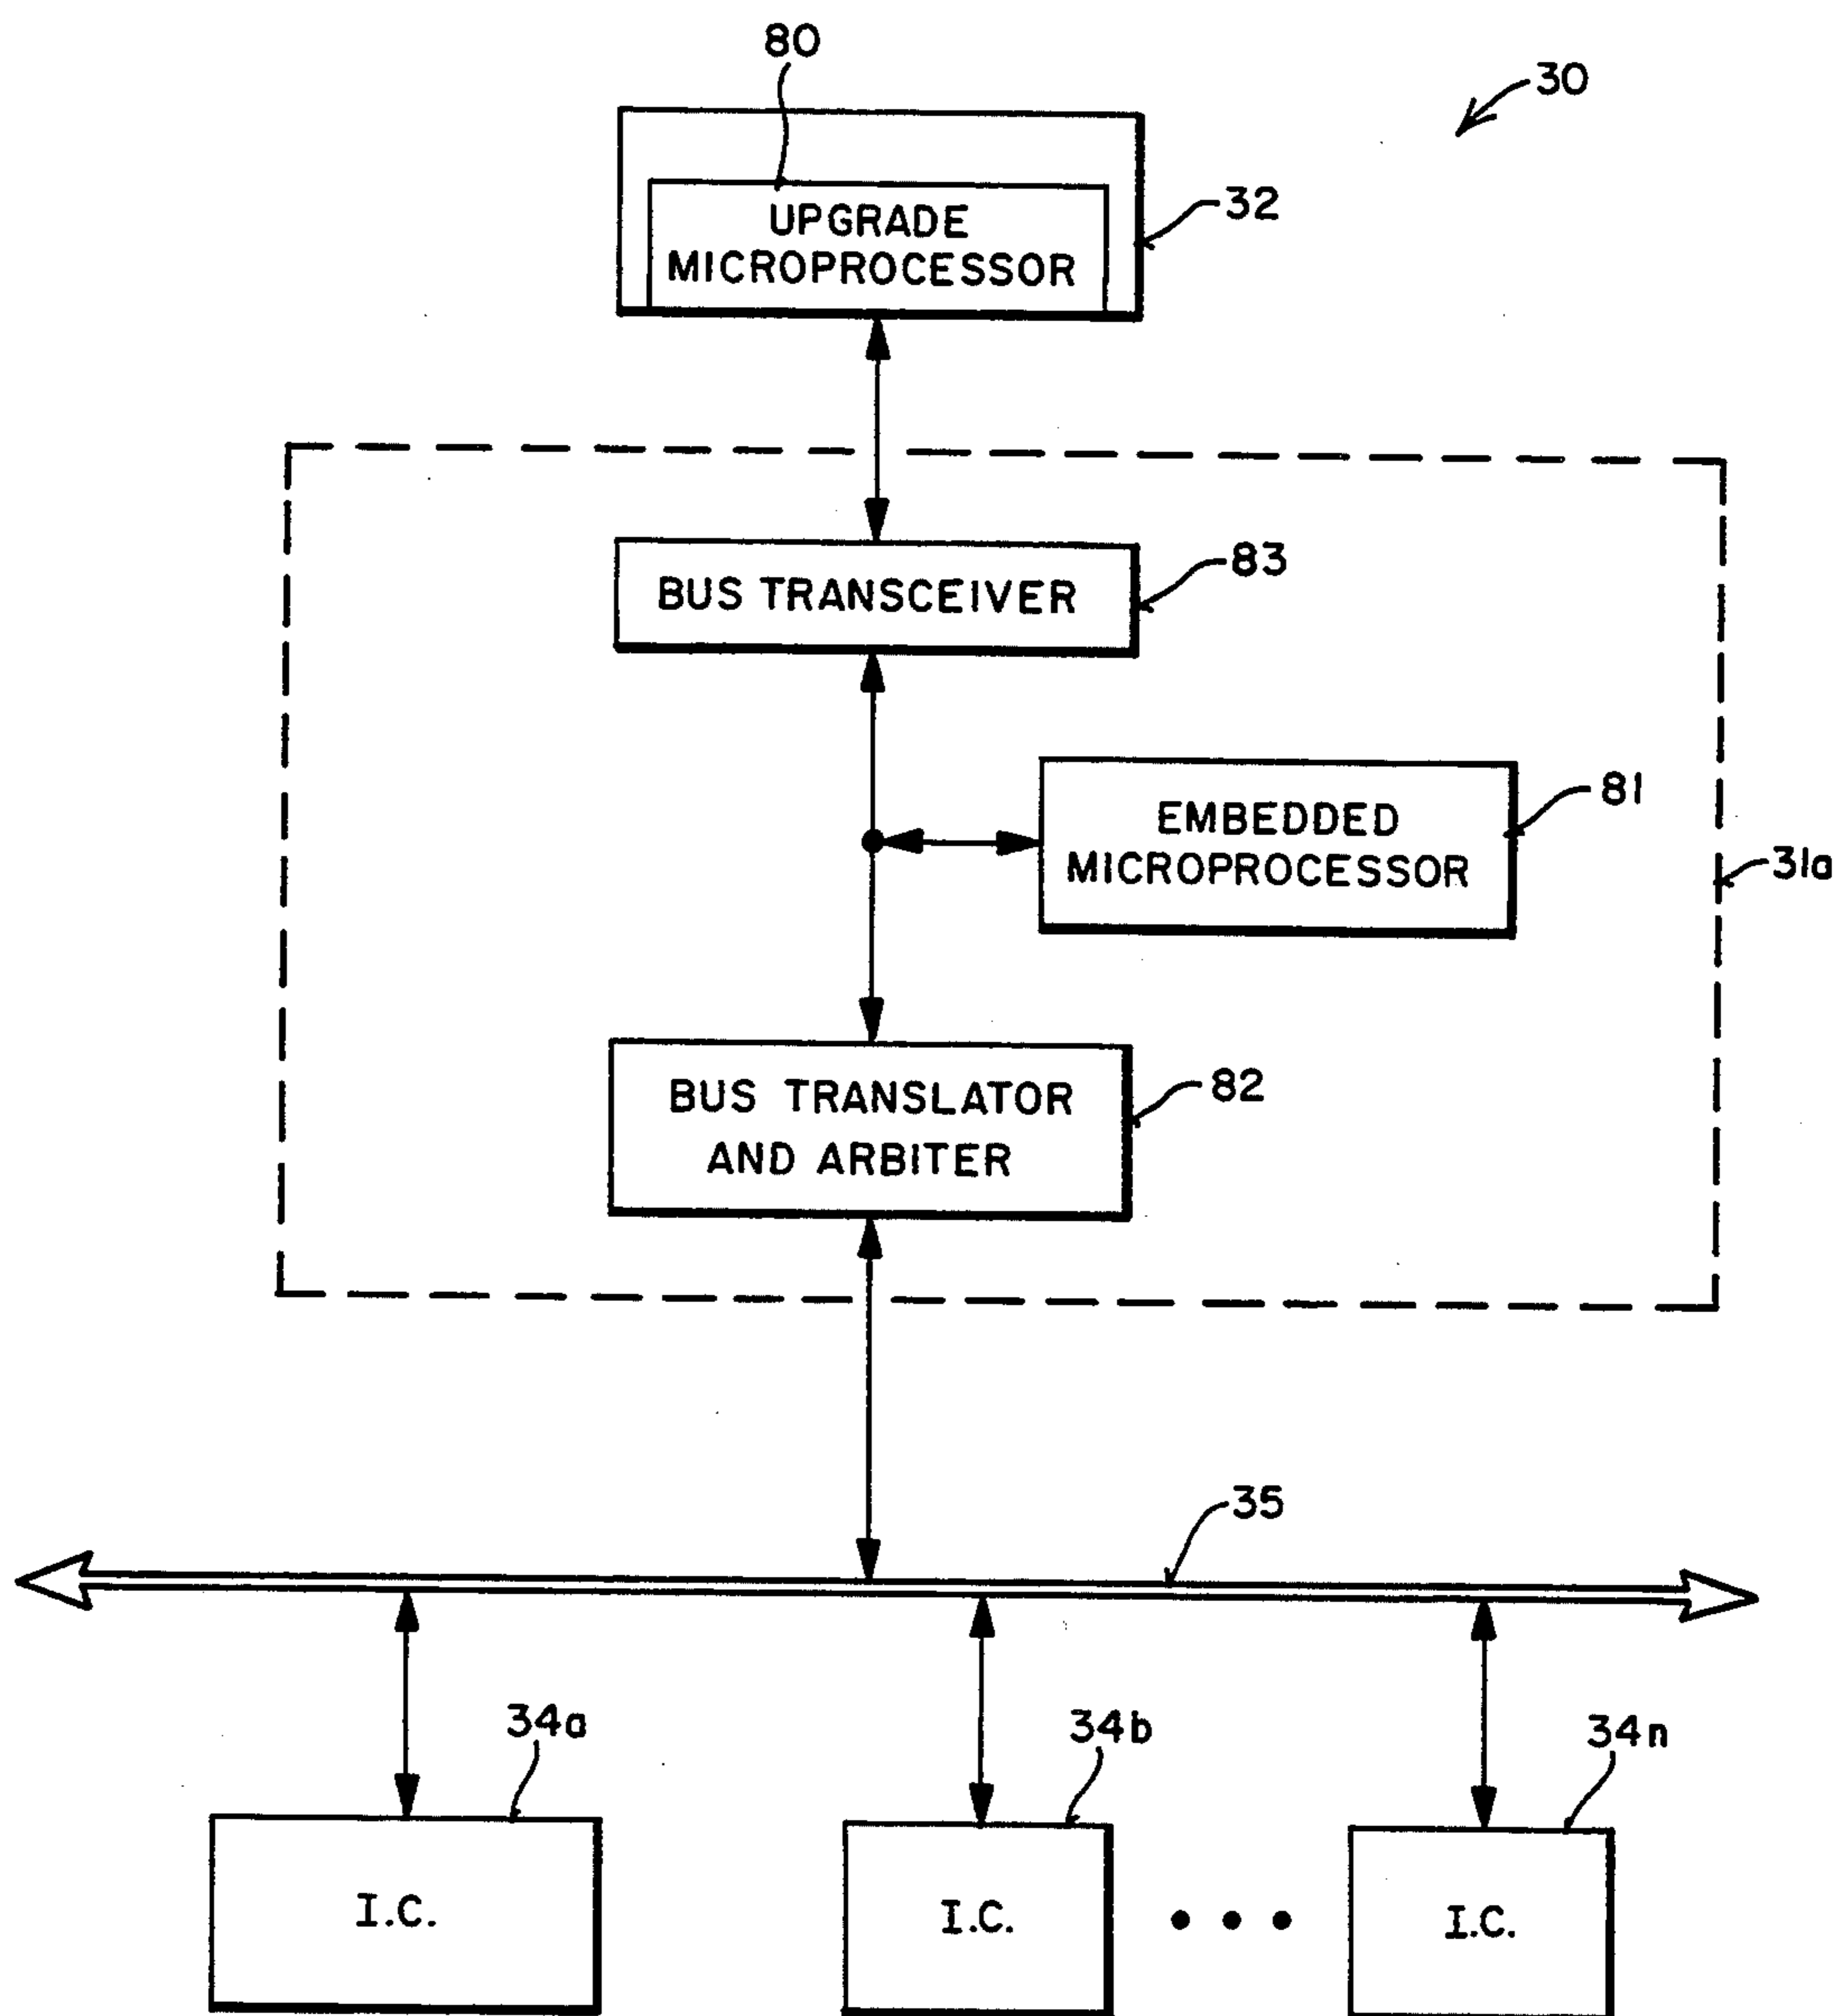 80
30
UPGRADE
MICROPROCESSOR
32
BUS TRANSCEIVER
83
EMBEDDED
MICROPROCESSOR
81
31a
BUS TRANSLATOR
AND ARBITER
82
35
34a
34b
34n
I.C.
I.C.
I.C.